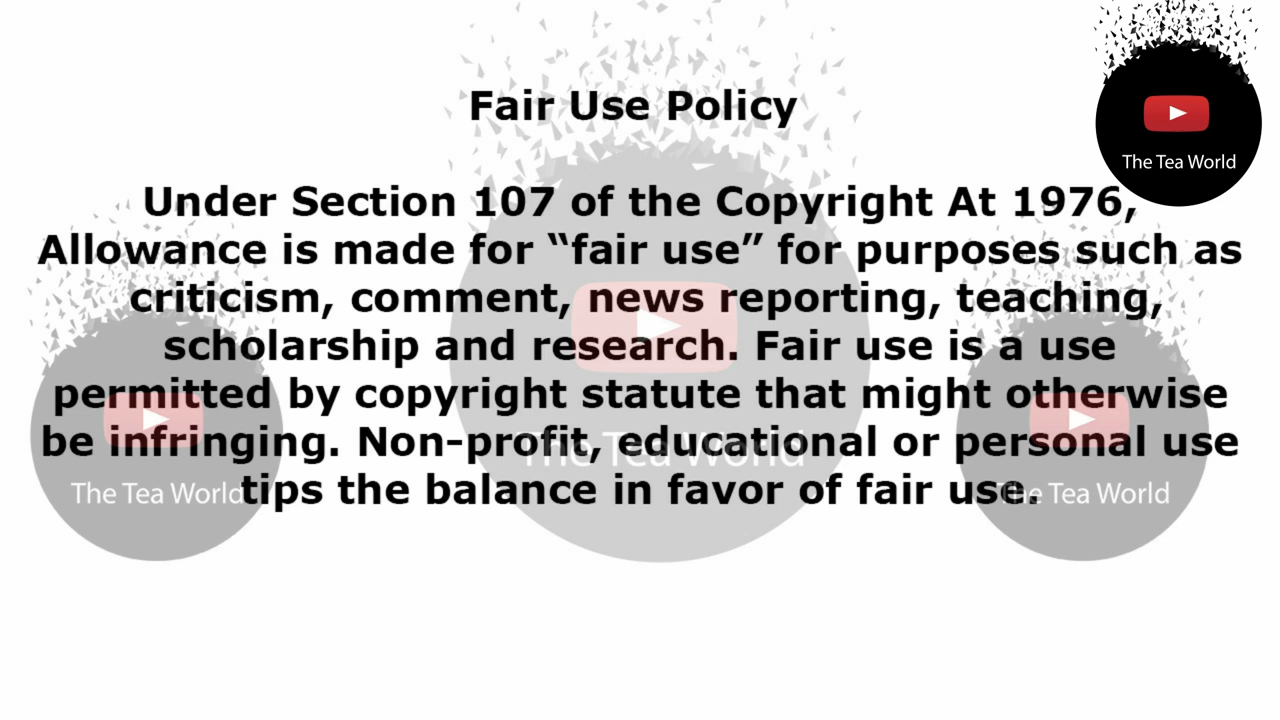 Fair Use Policy
The Tea World
Under Section 107 of the Copyright At 1976,
Allowance is made for “fair use” for purposes such as
criticism, comment, news reporting, teaching,
scholarship and research. Fair use is a use
permitted by copyright statute that might otherwise
be infringing. Non-profit, educational or personal use
The Tea World
tips the balance in favor of fair use.
The Tea World
The Tea World